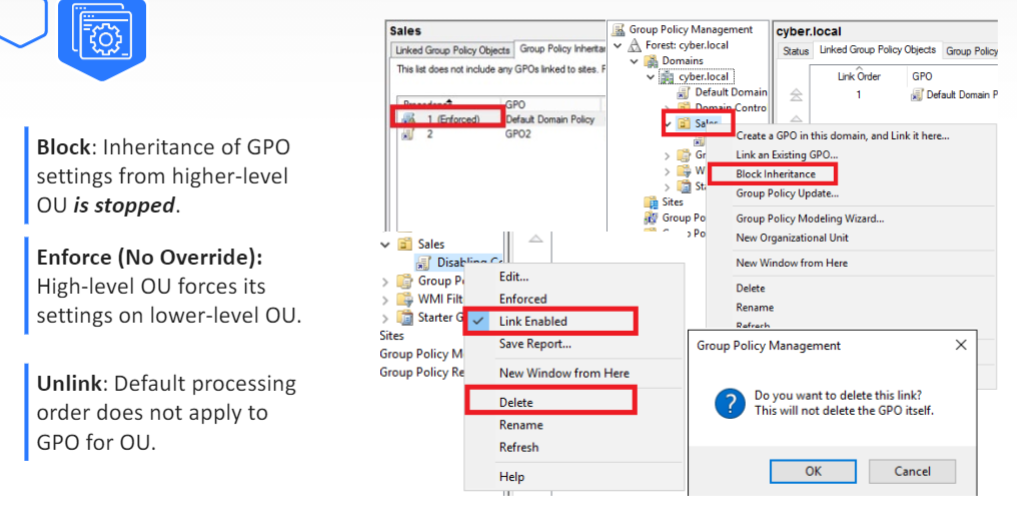 Block: Inheritance of GPO
settings from higher-level
OU is stopped.
Enforce (No Override):
High-level OU forces its
settings on lower-level OU.
Unlink: Default processing
order does not apply to
GPO for OU.
Sales
Linked Group Policy Objects Group Policy Inherita
This list does not include any GPOs linked to sites. F
GPO
1 (Enforced) Default Domain Policy
2 GPO2
Group Policy Management
Forest: cyber.local
Domains
cyber.local
Default Domain
Domain Contro
Sales
Gr
W
St
Sites
Group Po
cyber.local
Status Linked Group Policy Objects Group Policy
Link Order GPO
1 Default Domain P
Create a GPO in this domain, and Link it here...
Link an Existing GPO...
Block Inheritance
Group Policy Update...
Group Policy Modeling Wizard...
New Organizational Unit
New Window from Here
Delete
Rename
Refresh
Sales
Disabling Co
Group P
WMI Filt
Starter G
Sites
Group Policy M
Group Policy Re
Edit...
Enforced
Link Enabled
Save Report...
New Window from Here
Delete
Rename
Refresh
Help
Group Policy Management
Do you want to delete this link?
This will not delete the GPO itself.
OK Cancel